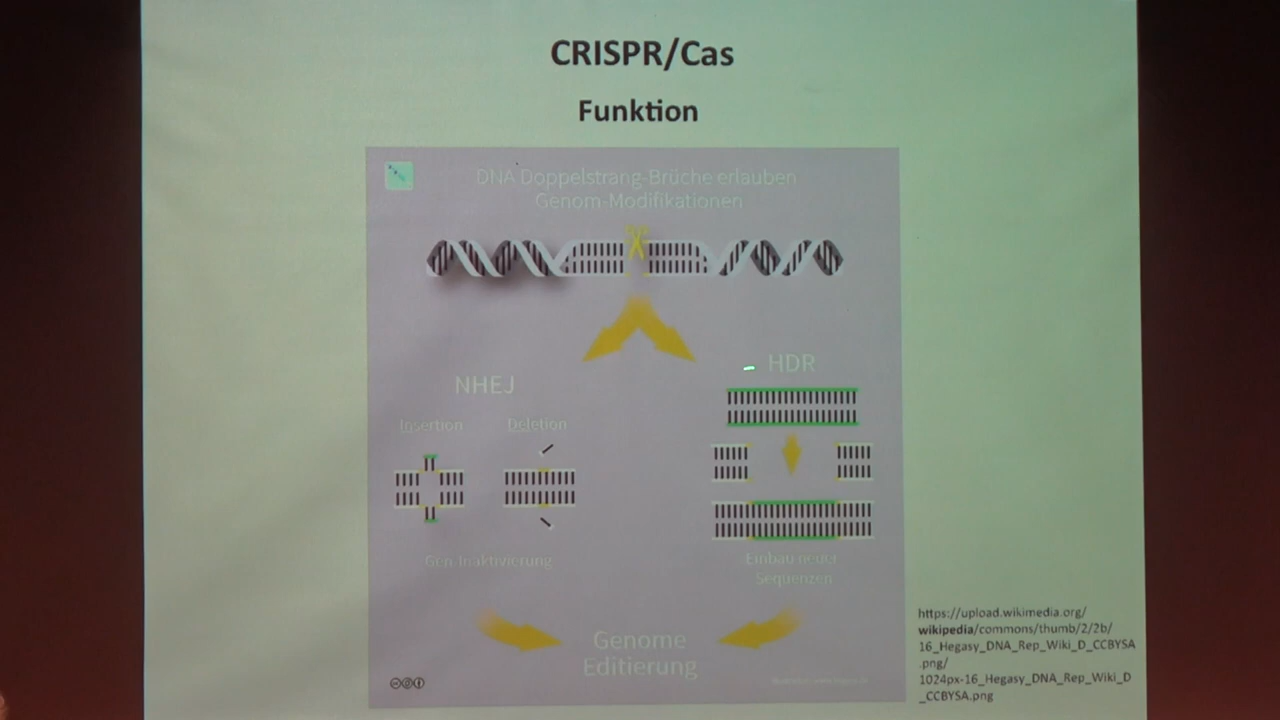 CRISPR/Cas
Funktion
DNA Doppelstrang-Brüche erlauben
Genom-Modifikationen
NHEJ
Insertion
Deletion
Gen-Inaktivierung
HDR
Einbau neuer
Sequenzen
Genome
Editierung
https://upload.wikimedia.org/
wikipedia/commons/thumb/2/2b/
16_Hegasy_DNA_Rep_Wiki_D_CCBYSA
.png/
1024px-16_Hegasy_DNA_Rep_Wiki_D
_CCBYSA.png